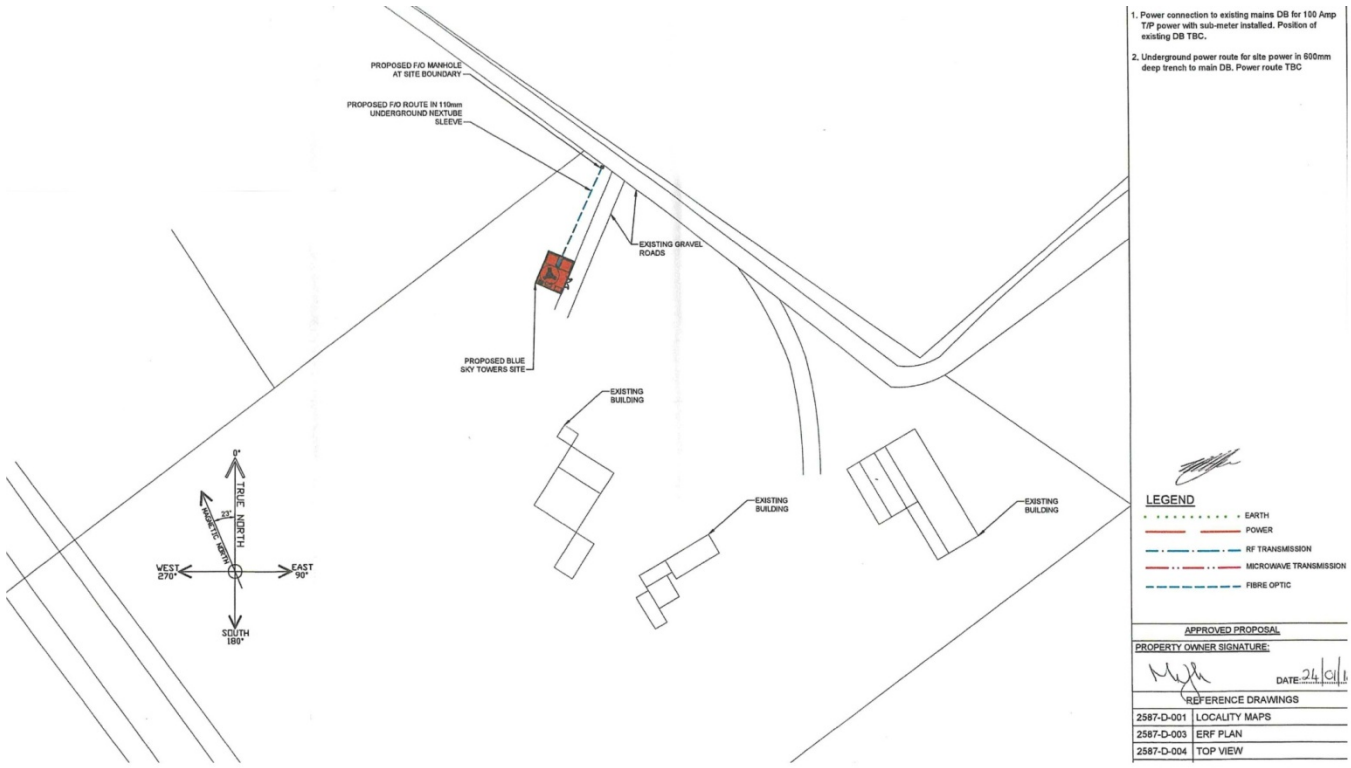 1. Power connection to existing mains DB for 100 Amp
T/P power with sub-meter installed. Position of
existing DB TBC.
2. Underground power route for site power in 600mm
deep trench to main DB. Power route TBC
PROPOSED F/O MANHOLE
AT SITE BOUNDARY
PROPOSED F/O ROUTE IN 110mm
UNDERGROUND NEXTUBE
SLEEVE
EXISTING GRAVEL
ROADS
PROPOSED BLUE
SKY TOWERS SITE
EXISTING
BUILDING
EXISTING
BUILDING
EXISTING
BUILDING
0°
TRUE NORTH
MAGNETIC NORTH
23°
WEST
270°
EAST
90°
SOUTH
180°
LEGEND
EARTH
POWER
RF TRANSMISSION
MICROWAVE TRANSMISSION
FIBRE OPTIC
APPROVED PROPOSAL
PROPERTY OWNER SIGNATURE:
DATE: 24/01/1
REFERENCE DRAWINGS
2587-D-001 LOCALITY MAPS
2587-D-003 ERF PLAN
2587-D-004 TOP VIEW